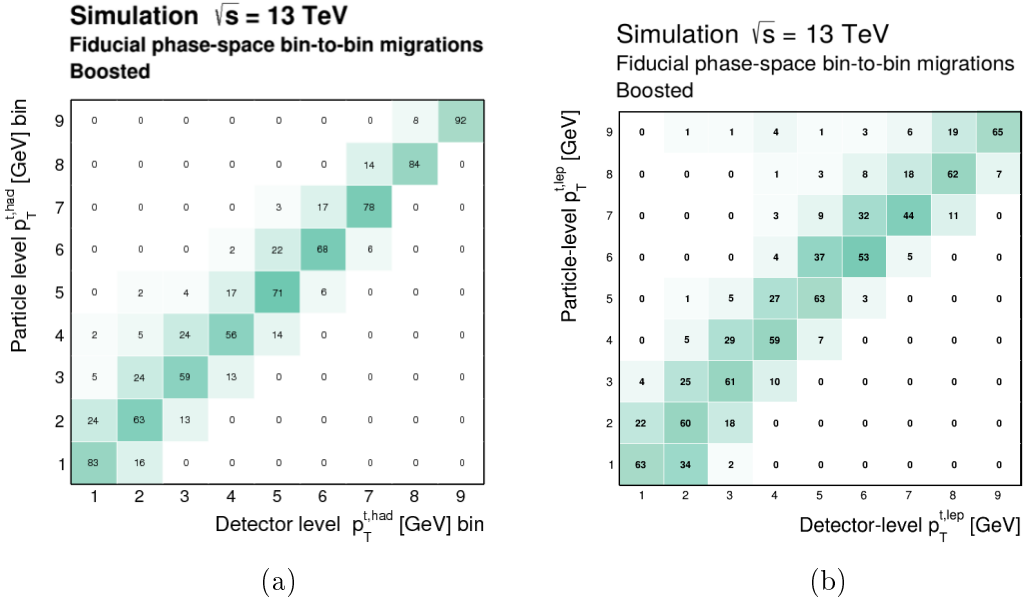 Simulation √s = 13 TeV
Fiducial phase-space bin-to-bin migrations
Boosted
Particle level p_T^{t,had} [GeV] bin
9 0 0 0 0 0 0 0 8 92
8 0 0 0 0 0 0 14 84 0
7 0 0 0 0 3 17 78 0 0
6 0 0 0 2 22 68 6 0 0
5 0 2 4 17 71 6 0 0 0
4 2 5 24 56 14 0 0 0 0
3 5 24 59 13 0 0 0 0 0
2 24 63 13 0 0 0 0 0 0
1 83 16 0 0 0 0 0 0 0
1 2 3 4 5 6 7 8 9
Detector level p_T^{t,had} [GeV] bin
(a)
Simulation √s = 13 TeV
Fiducial phase-space bin-to-bin migrations
Boosted
Particle-level p_T^{t,lep} [GeV]
9 0 1 1 4 1 3 6 19 65
8 0 0 0 1 3 8 18 62 7
7 0 0 0 3 9 32 44 11 0
6 0 0 0 4 37 53 5 0 0
5 0 1 5 27 63 3 0 0 0
4 0 5 29 59 7 0 0 0 0
3 4 25 61 10 0 0 0 0 0
2 22 60 18 0 0 0 0 0 0
1 63 34 2 0 0 0 0 0 0
1 2 3 4 5 6 7 8 9
Detector-level p_T^{t,lep} [GeV]
(b)